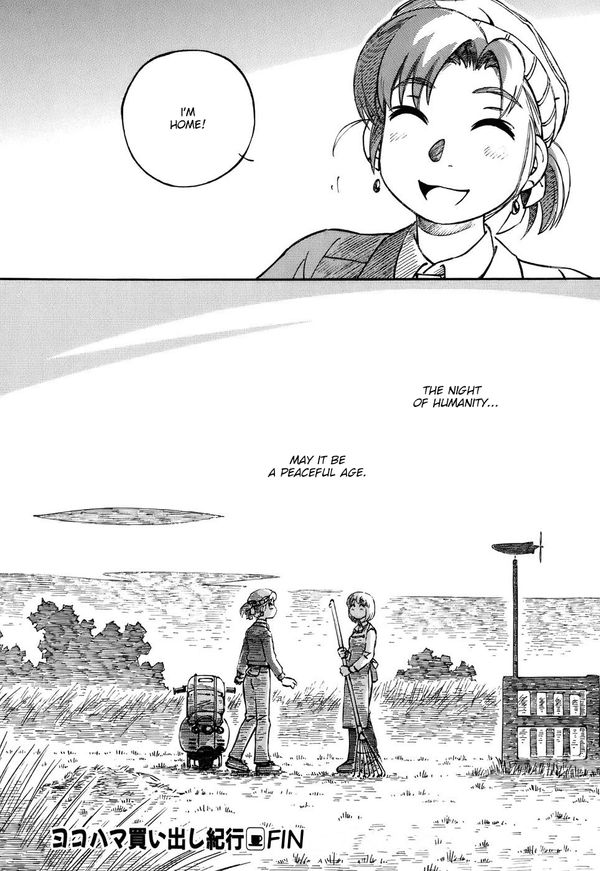 I'M
HOME!
THE NIGHT
OF HUMANITY...
MAY IT BE
A PEACEFUL AGE.
ヨコハマ買い出し紀行 FIN